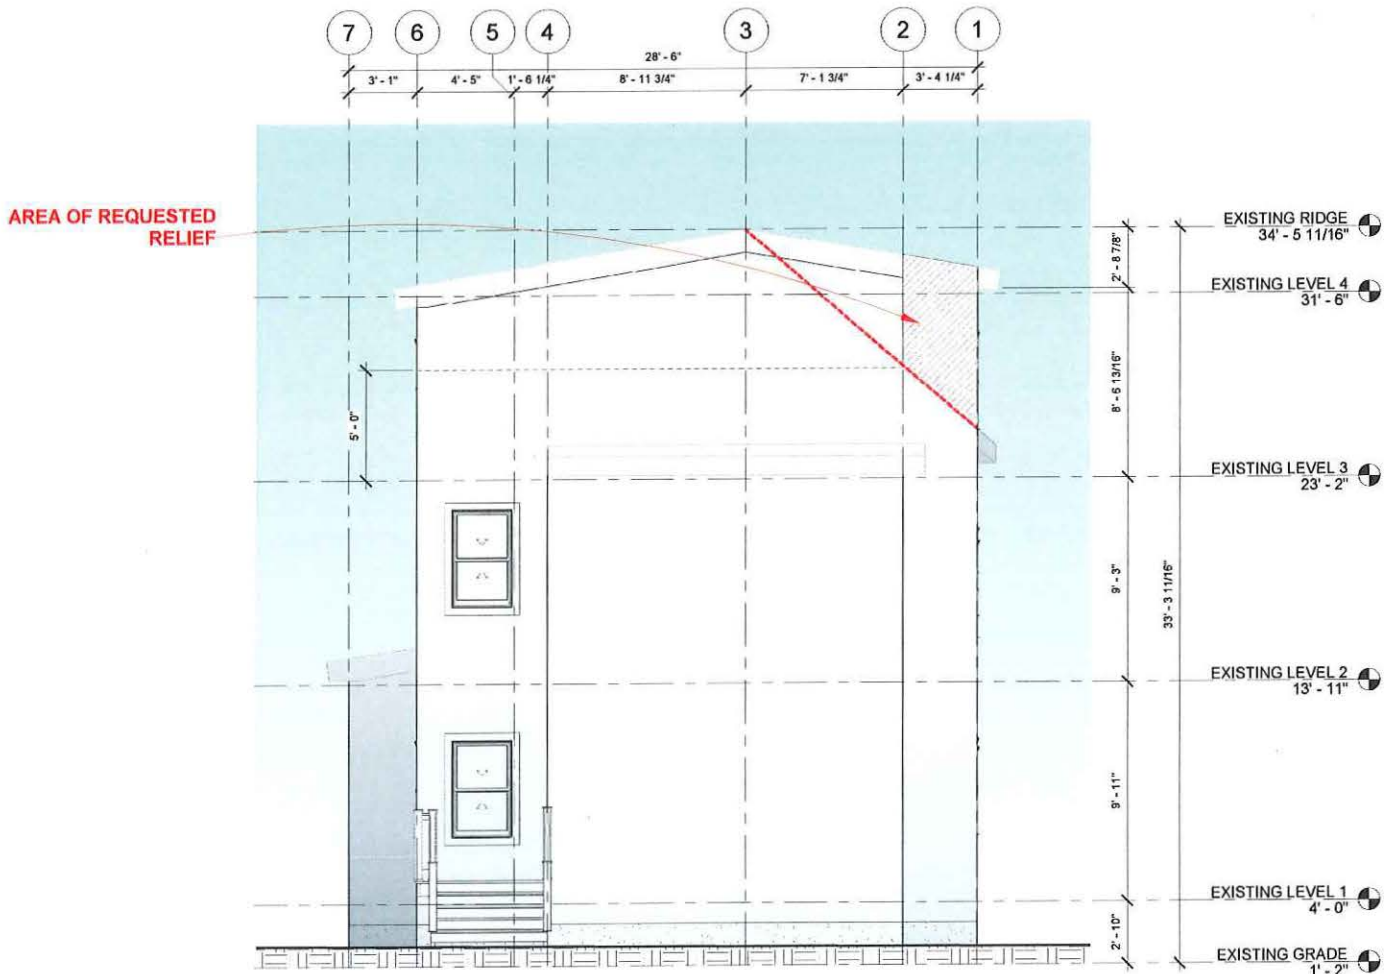 7 6 5 4 3 2 1
28' - 6"
3' - 1" 4' - 5" 1' - 6 1/4" 8' - 11 3/4" 7' - 1 3/4" 3' - 4 1/4"
AREA OF REQUESTED
RELIEF
EXISTING RIDGE
34' - 5 11/16"
2' - 8 7/8"
EXISTING LEVEL 4
31' - 6"
8' - 6 13/16"
5' - 0"
EXISTING LEVEL 3
23' - 2"
9' - 3"
33' - 3 11/16"
EXISTING LEVEL 2
13' - 11"
9' - 11"
EXISTING LEVEL 1
4' - 0"
2' - 10"
EXISTING GRADE
1' - 2"